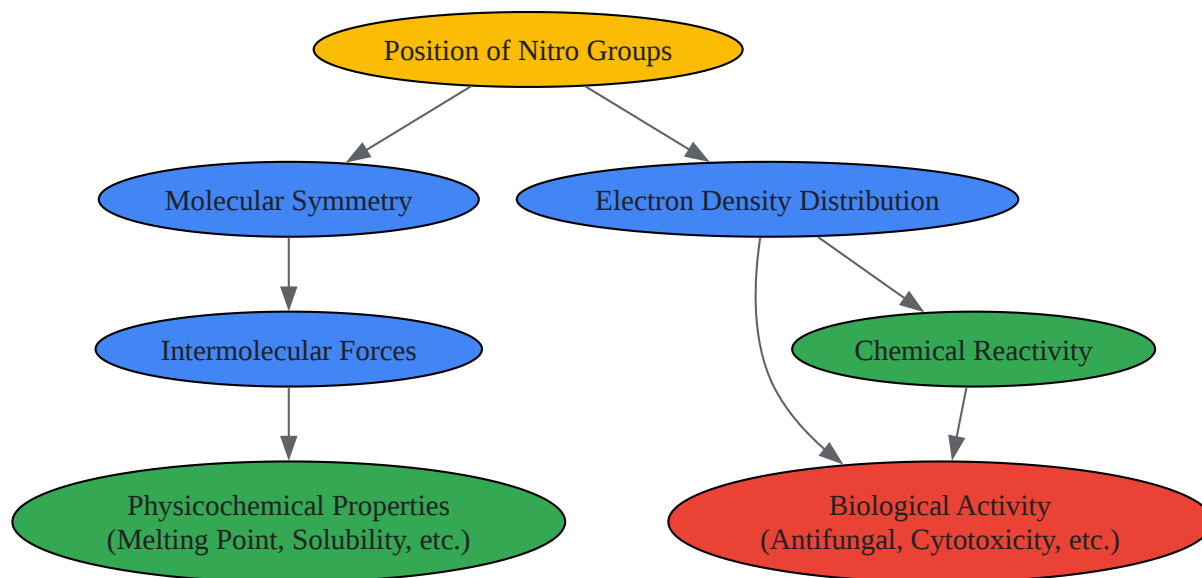 Position of Nitro Groups
Molecular Symmetry
Electron Density Distribution
Intermolecular Forces
Chemical Reactivity
Physicochemical Properties
(Melting Point, Solubility, etc.)
Biological Activity
(Antifungal, Cytotoxicity, etc.)